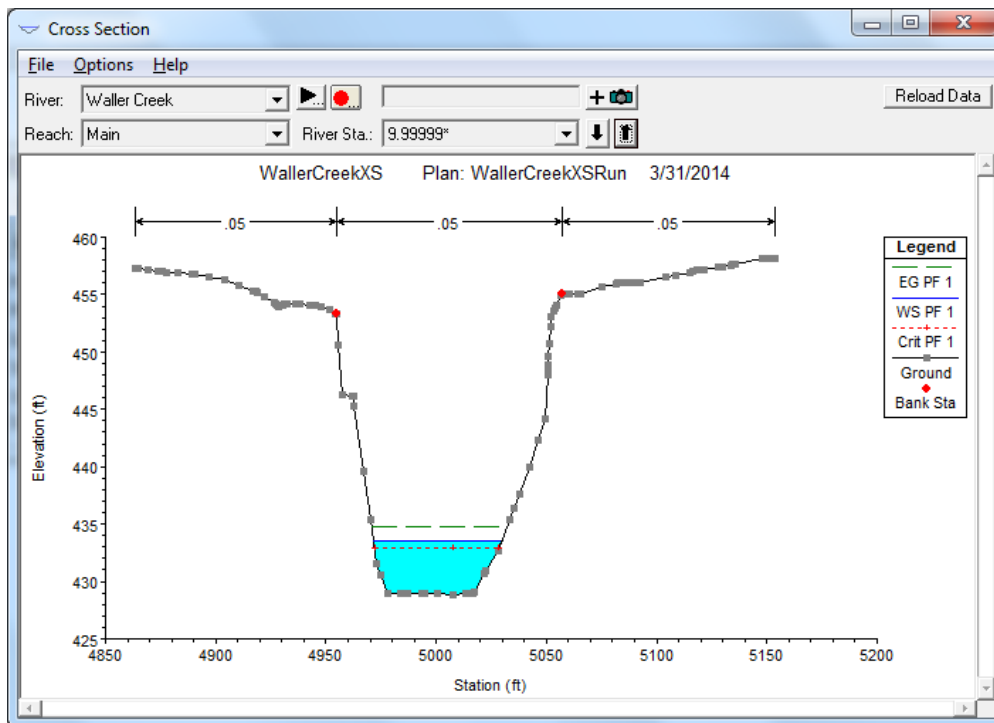 Cross Section
File Options Help
River: Waller Creek
Reload Data
Reach: Main River Sta.: 9.99999*
WallerCreekXS Plan: WallerCreekXSRun 3/31/2014
.05 .05 .05
Legend
EG PF 1
WS PF 1
Crit PF 1
Ground
Bank Sta
Elevation (ft)
460
455
450
445
440
435
430
425
4850 4900 4950 5000 5050 5100 5150 5200
Station (ft)